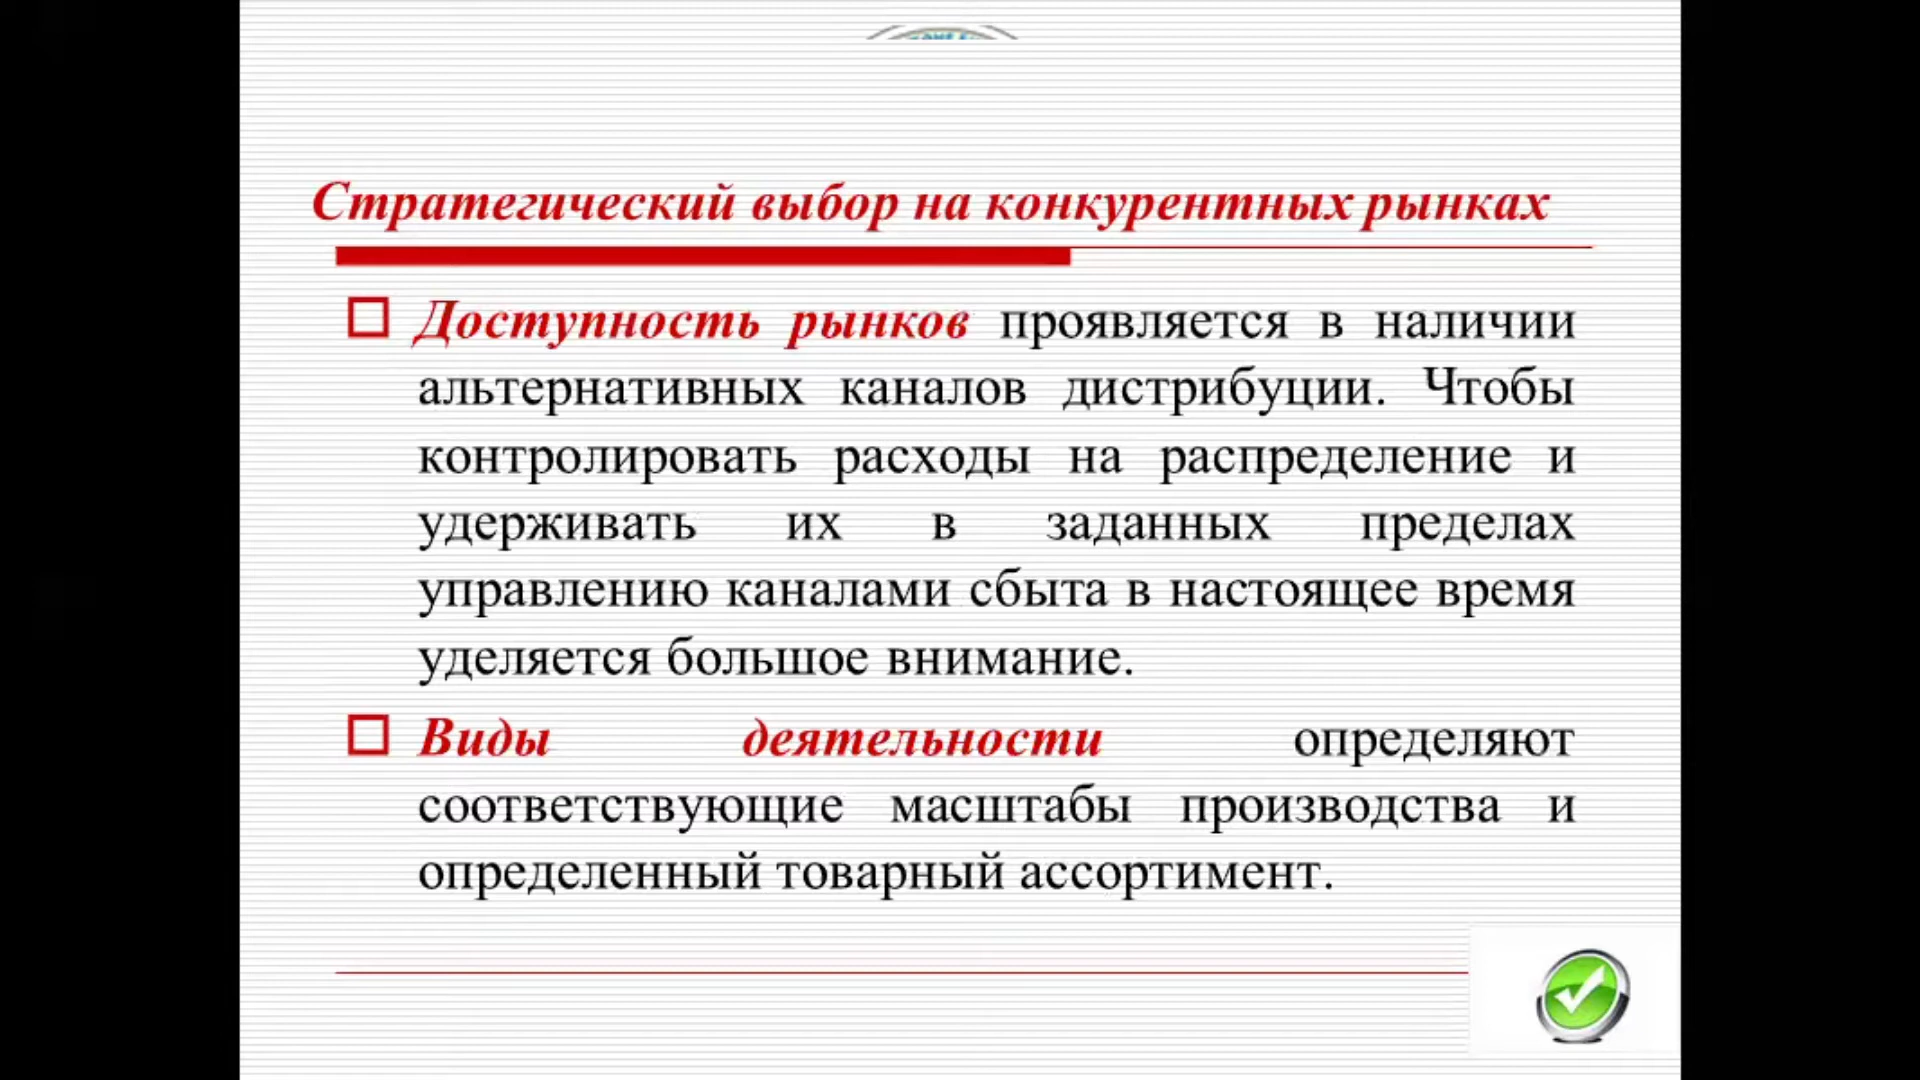 Стратегический выбор на конкурентных рынках
Доступность рынков проявляется в наличии
альтернативных каналов дистрибуции. Чтобы
контролировать расходы на распределение и
удерживать их в заданных пределах
управлению каналами сбыта в настоящее время
уделяется большое внимание.
Виды деятельности определяют
соответствующие масштабы производства и
определенный товарный ассортимент.